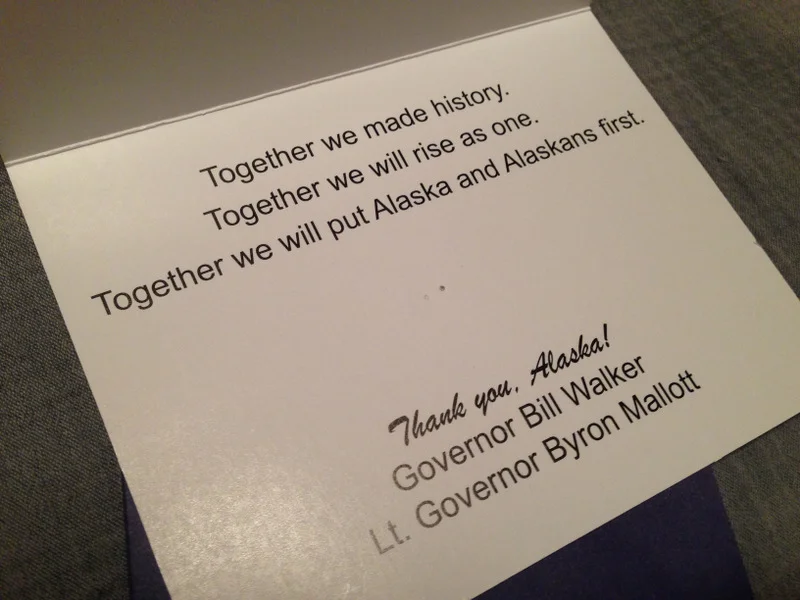 Together we made history.
Together we will rise as one.
Together we will put Alaska and Alaskans first.
Thank you, Alaska!
Governor Bill Walker
Lt. Governor Byron Mallott